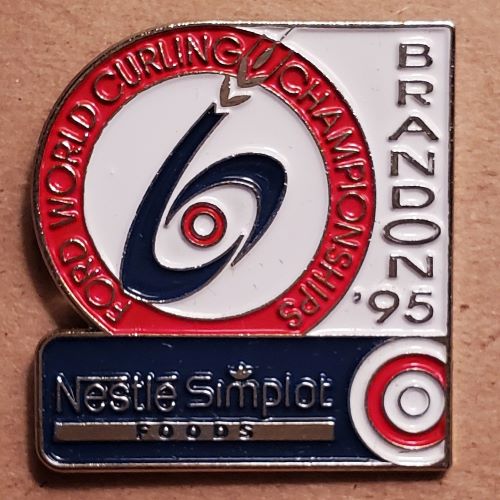 FORD WORLD CURLING CHAMPIONSHIPS
BRANDON '95
Nestlé Simplot
FOODS